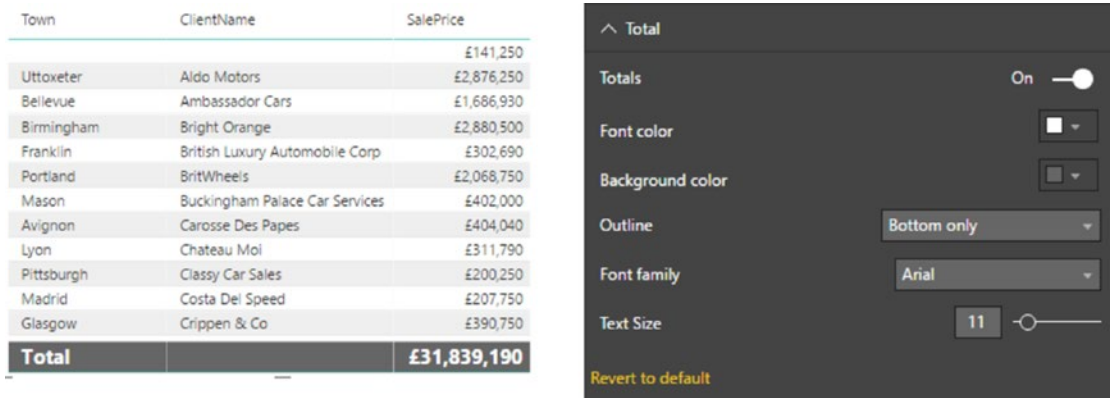 Town ClientName SalePrice
£141,250
Uttoxeter Aldo Motors £2,876,250
Bellevue Ambassador Cars £1,686,930
Birmingham Bright Orange £2,880,500
Franklin British Luxury Automobile Corp £302,690
Portland BritWheels £2,068,750
Mason Buckingham Palace Car Services £402,000
Avignon Carosse Des Papes £404,040
Lyon Chateau Moi £311,790
Pittsburgh Classy Car Sales £200,250
Madrid Costa Del Speed £207,750
Glasgow Crippen & Co £390,750
Total £31,839,190
Total
Totals On
Font color
Background color
Outline Bottom only
Font family Arial
Text Size 11
Revert to default